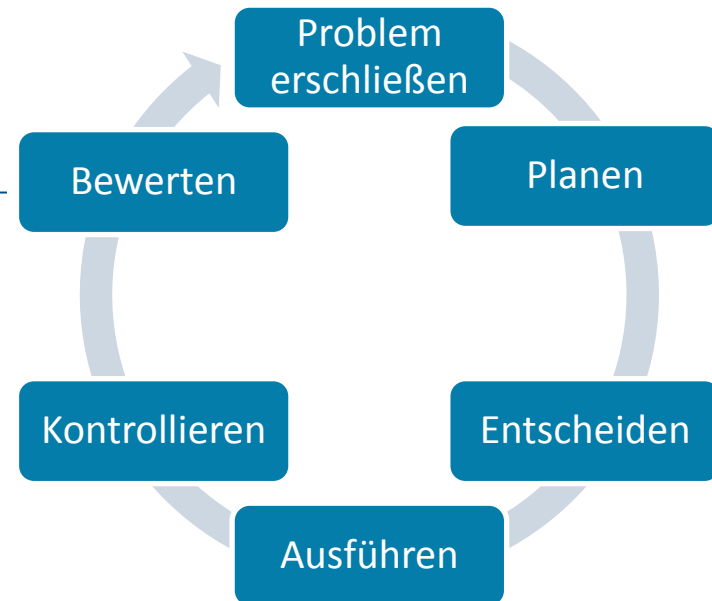 Problem
erschließen
Planen
Entscheiden
Ausführen
Kontrollieren
Bewerten